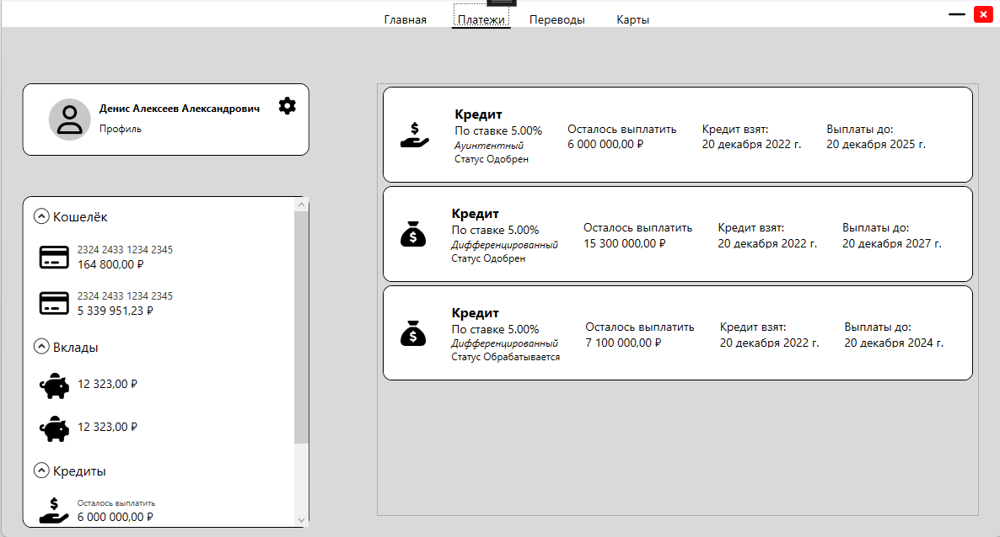 Главная Платежи Переводы Карты
Денис Алексеев Александрович
Профиль
Кошелёк
2324 2433 1234 2345
164 800,00 ₽
2324 2433 1234 2345
5 339 951,23 ₽
Вклады
12 323,00 ₽
12 323,00 ₽
Кредиты
Осталось выплатить
6 000 000,00 ₽
Кредит
По ставке 5.00%
Ауинтентный
Статус Одобрен
Осталось выплатить
6 000 000,00 ₽
Кредит взят:
20 декабря 2022 г.
Выплаты до:
20 декабря 2025 г.
Кредит
По ставке 5.00%
Дифференцированный
Статус Одобрен
Осталось выплатить
15 300 000,00 ₽
Кредит взят:
20 декабря 2022 г.
Выплаты до:
20 декабря 2027 г.
Кредит
По ставке 5.00%
Дифференцированный
Статус Обрабатывается
Осталось выплатить
7 100 000,00 ₽
Кредит взят:
20 декабря 2022 г.
Выплаты до:
20 декабря 2024 г.